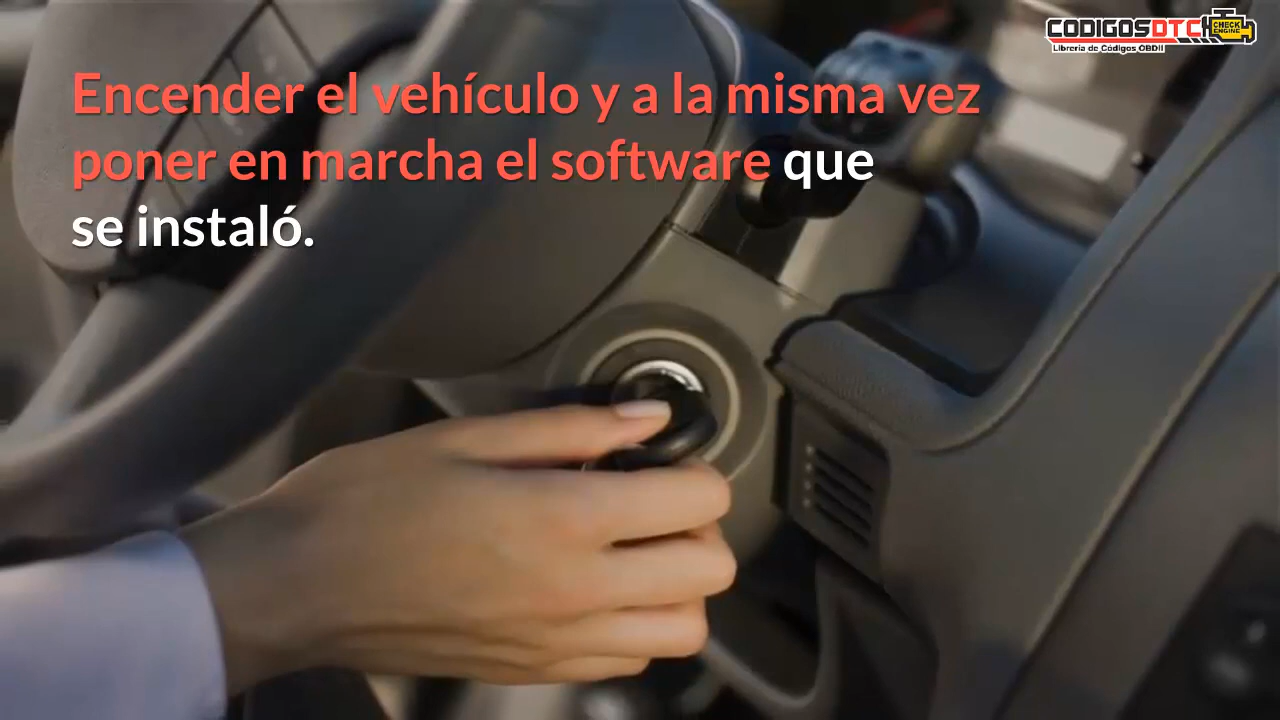 CODIGOSDTC
CHECK
ENGINE
Librería de Códigos OBDII
Encender el vehículo y a la misma vez
poner en marcha el software que
se instaló.